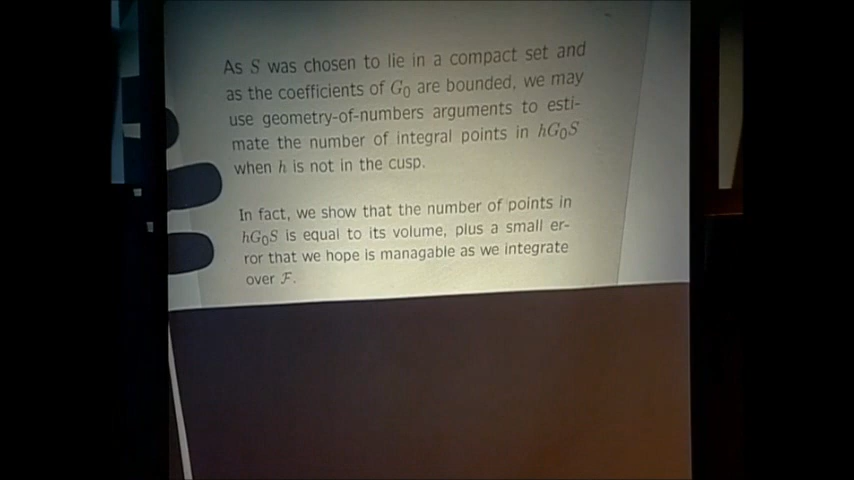 As S was chosen to lie in a compact set and
as the coefficients of G₀ are bounded, we may
use geometry-of-numbers arguments to esti-
mate the number of integral points in hG₀S
when h is not in the cusp.
In fact, we show that the number of points in
hG₀S is equal to its volume, plus a small er-
ror that we hope is managable as we integrate
over ℱ.